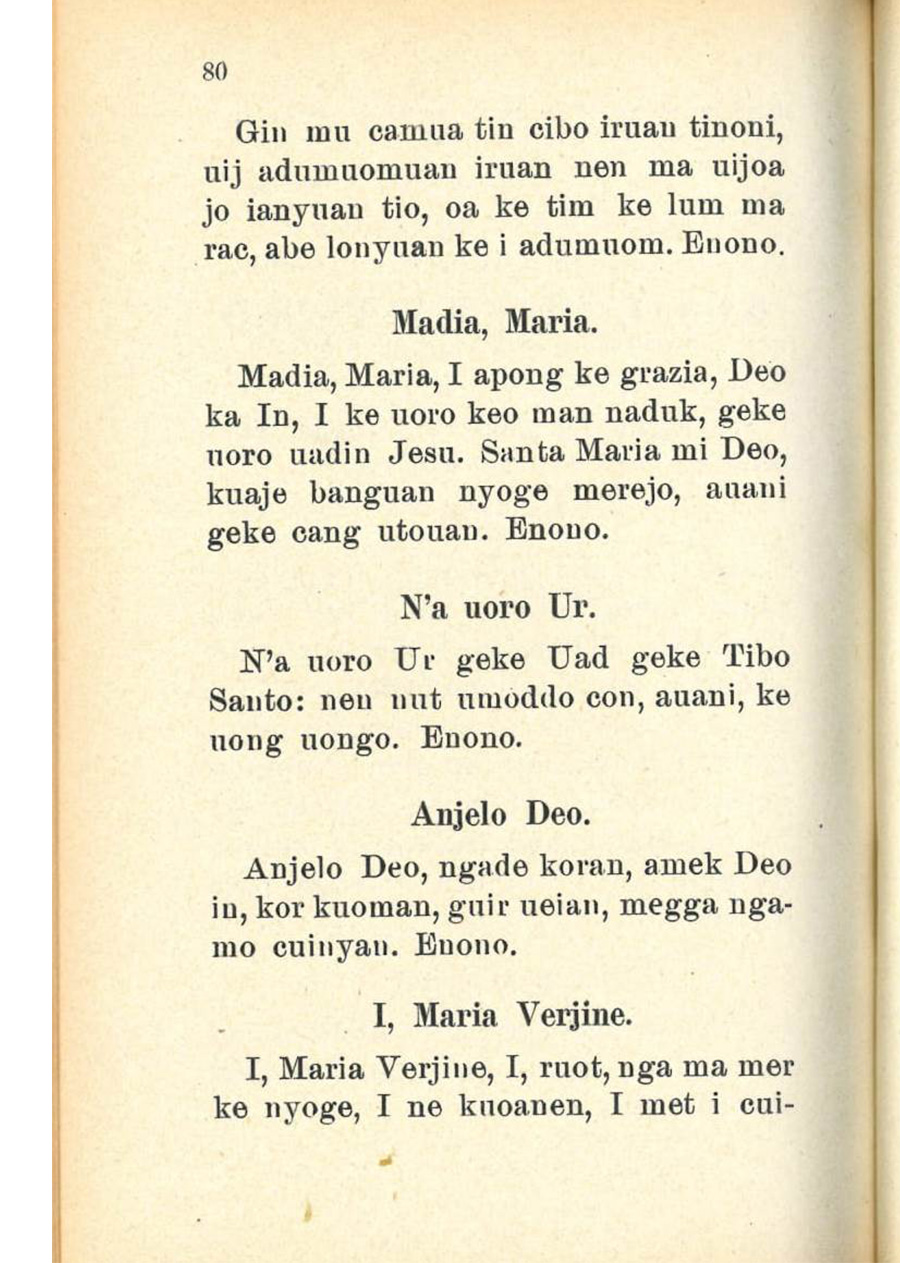 80
Gin mu camua tin cibo iruan tinoni,
uij adumuomuan iruan nen ma uijoa
jo ianyuan tio, oa ke tim ke lum ma
rac, abe lonyuan ke i adumuom. Enono.
Madia, Maria.
Madia, Maria, I apong ke grazia, Deo
ka In, I ke uoro keo man naduk, geke
uoro uadin Jesu. Santa Maria mi Deo,
kuaje banguan nyoge merejo, auani
geke cang utouan. Enono.
N'a uoro Ur.
N'a uoro Ur geke Uad geke Tibo
Santo: nen nut umoddo con, auani, ke
uong uongo. Enono.
Anjelo Deo.
Anjelo Deo, ngade koran, amek Deo
in, kor kuoman, guir ueian, megga nga-
mo cuinyan. Enono.
I, Maria Verjine.
I, Maria Verjine, I, ruot, nga ma mer
ke nyoge, I ne kuoanen, I met i cui-